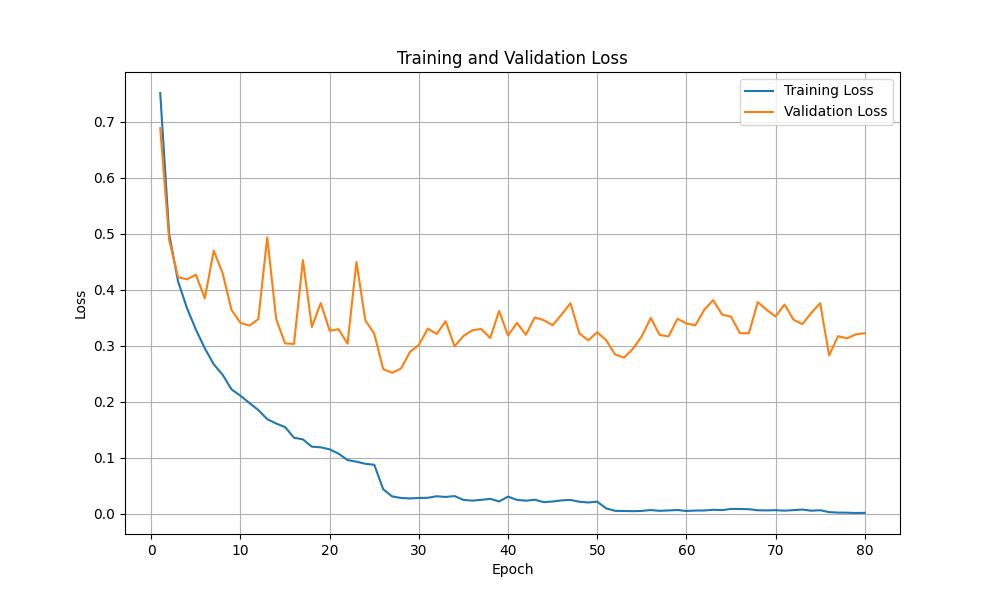 Training and Validation Loss
Training Loss
Validation Loss
0.7
0.6
0.5
0.4
0.3
0.2
0.1
0.0
Loss
0 10 20 30 40 50 60 70 80
Epoch